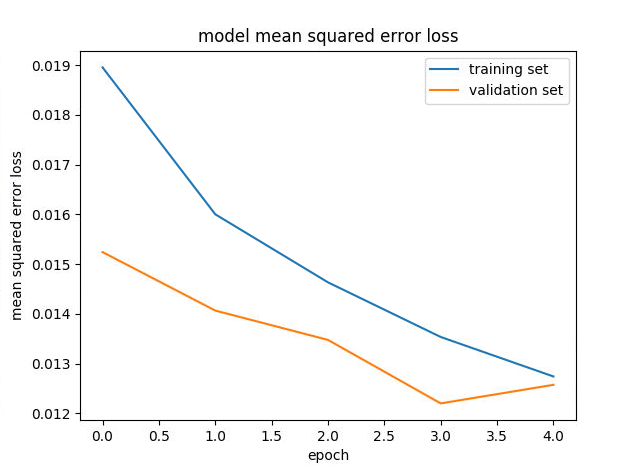 model mean squared error loss
training set
validation set
0.019
0.018
0.017
0.016
0.015
0.014
0.013
0.012
mean squared error loss
0.0 0.5 1.0 1.5 2.0 2.5 3.0 3.5 4.0
epoch